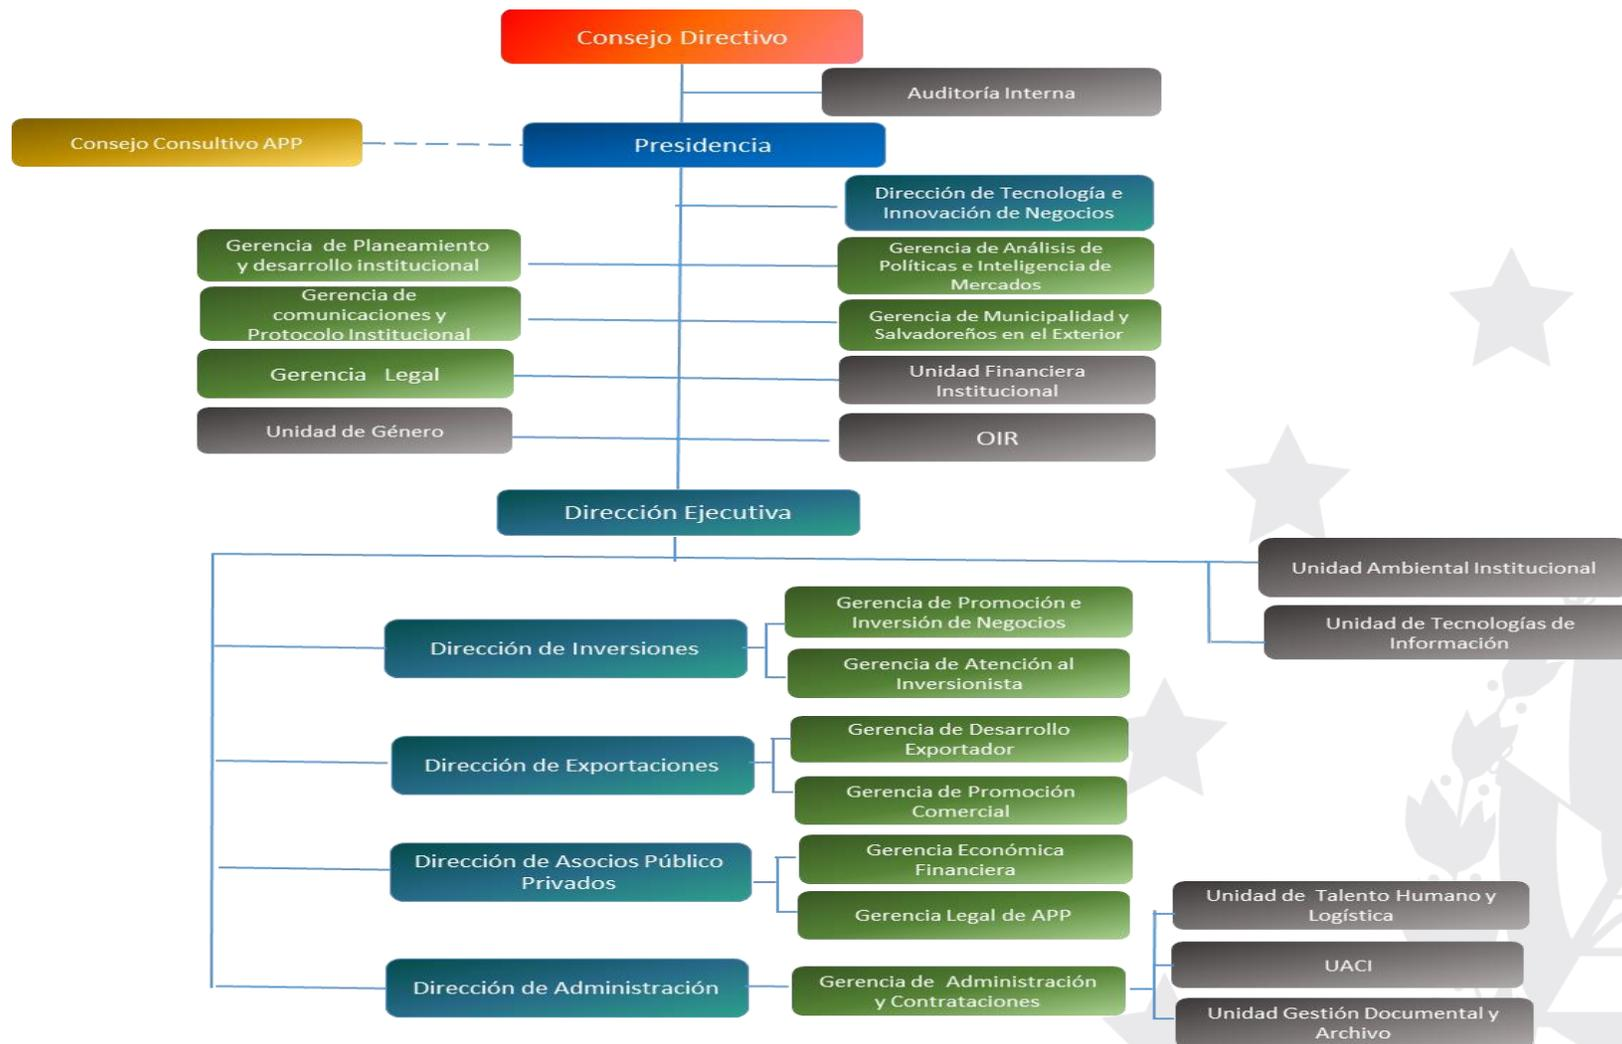 Consejo Directivo
Auditoría Interna
Consejo Consultivo APP
Presidencia
Dirección de Tecnología e
Innovación de Negocios
Gerencia de Planeamiento
y desarrollo institucional
Gerencia de Análisis de
Políticas e Inteligencia de
Mercados
Gerencia de
comunicaciones y
Protocolo Institucional
Gerencia de Municipalidad y
Salvadoreños en el Exterior
Gerencia Legal
Unidad Financiera
Institucional
Unidad de Género
OIR
Dirección Ejecutiva
Unidad Ambiental Institucional
Unidad de Tecnologías de
Información
Dirección de Inversiones
Gerencia de Promoción e
Inversión de Negocios
Gerencia de Atención al
Inversionista
Dirección de Exportaciones
Gerencia de Desarrollo
Exportador
Gerencia de Promoción
Comercial
Dirección de Asocios Público
Privados
Gerencia Económica
Financiera
Gerencia Legal de APP
Dirección de Administración
Gerencia de Administración
y Contrataciones
Unidad de Talento Humano y
Logística
UACI
Unidad Gestión Documental y
Archivo